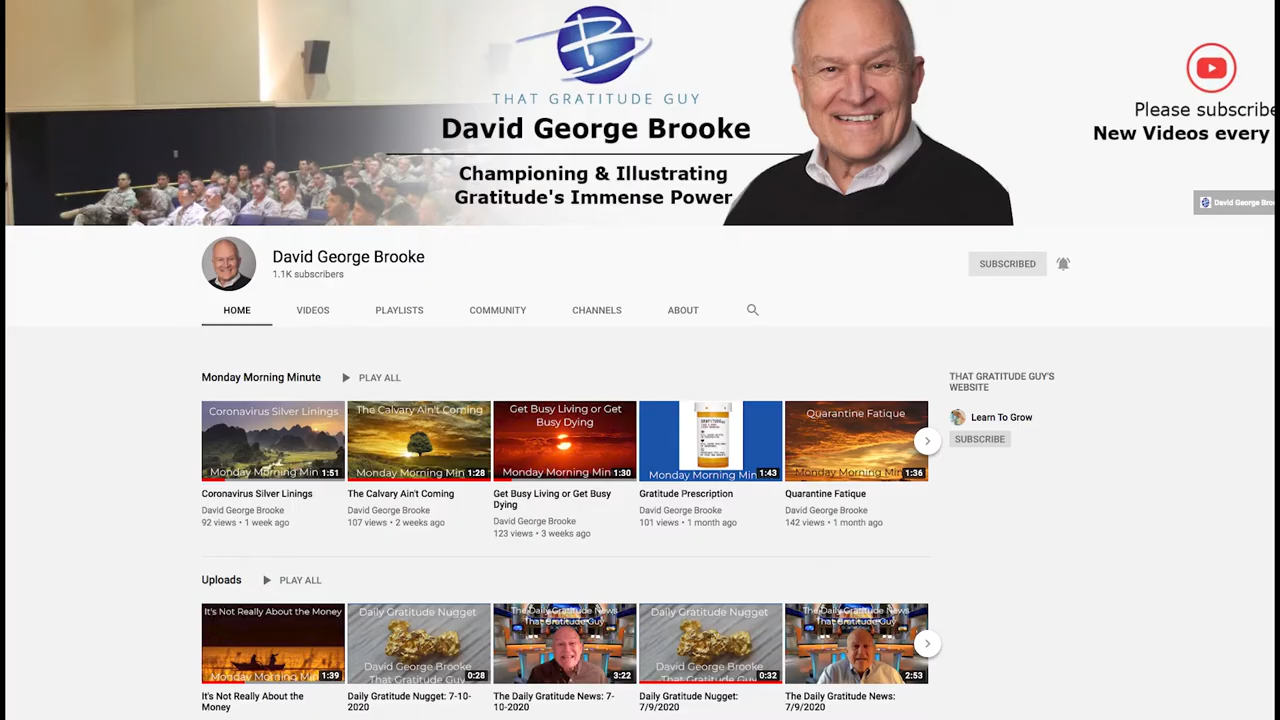 THAT GRATITUDE GUY
David George Brooke
Championing & Illustrating
Gratitude's Immense Power
Please subscribe
New Videos every
David George Broo
David George Brooke
1.1K subscribers
SUBSCRIBED
HOME VIDEOS PLAYLISTS COMMUNITY CHANNELS ABOUT
Monday Morning Minute PLAY ALL
Coronavirus Silver Linings
Monday Morning Min 1:51
Coronavirus Silver Linings
David George Brooke
92 views • 1 week ago
The Calvary Ain't Coming
Monday Morning Min 1:28
The Calvary Ain't Coming
David George Brooke
107 views • 2 weeks ago
Get Busy Living or Get
Busy Dying
Monday Morning Min 1:30
Get Busy Living or Get Busy
Dying
David George Brooke
123 views • 3 weeks ago
GRATITUDE
Monday Morning Min 1:43
Gratitude Prescription
David George Brooke
101 views • 1 month ago
Quarantine Fatique
Monday Morning Min 1:36
Quarantine Fatique
David George Brooke
142 views • 1 month ago
THAT GRATITUDE GUY'S
WEBSITE
Learn To Grow
SUBSCRIBE
Uploads PLAY ALL
It's Not Really About the Money
Monday Morning Min 1:39
It's Not Really About the
Money
Daily Gratitude Nugget
David George Brooke
That Gratitude Guy 0:28
Daily Gratitude Nugget: 7-10-
2020
The Daily Gratitude News
That Gratitude Guy
3:22
The Daily Gratitude News: 7-
10-2020
Daily Gratitude Nugget
David George Brooke
That Gratitude Gu 0:32
Daily Gratitude Nugget:
7/9/2020
The Daily Gratitude News
That Gratitude Guy
2:53
The Daily Gratitude News:
7/9/2020